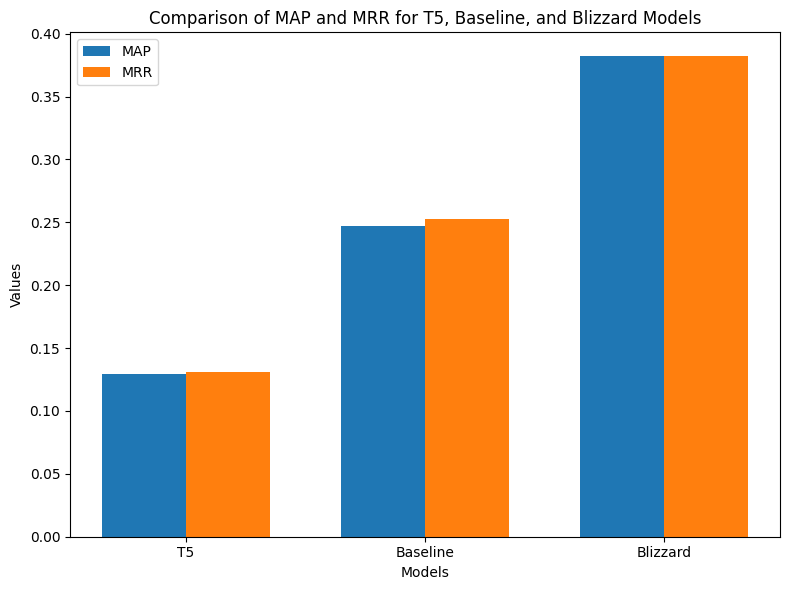 Comparison of MAP and MRR for T5, Baseline, and Blizzard Models
MAP
MRR
0.40
0.35
0.30
0.25
0.20
0.15
0.10
0.05
0.00
Values
T5
Baseline
Blizzard
Models